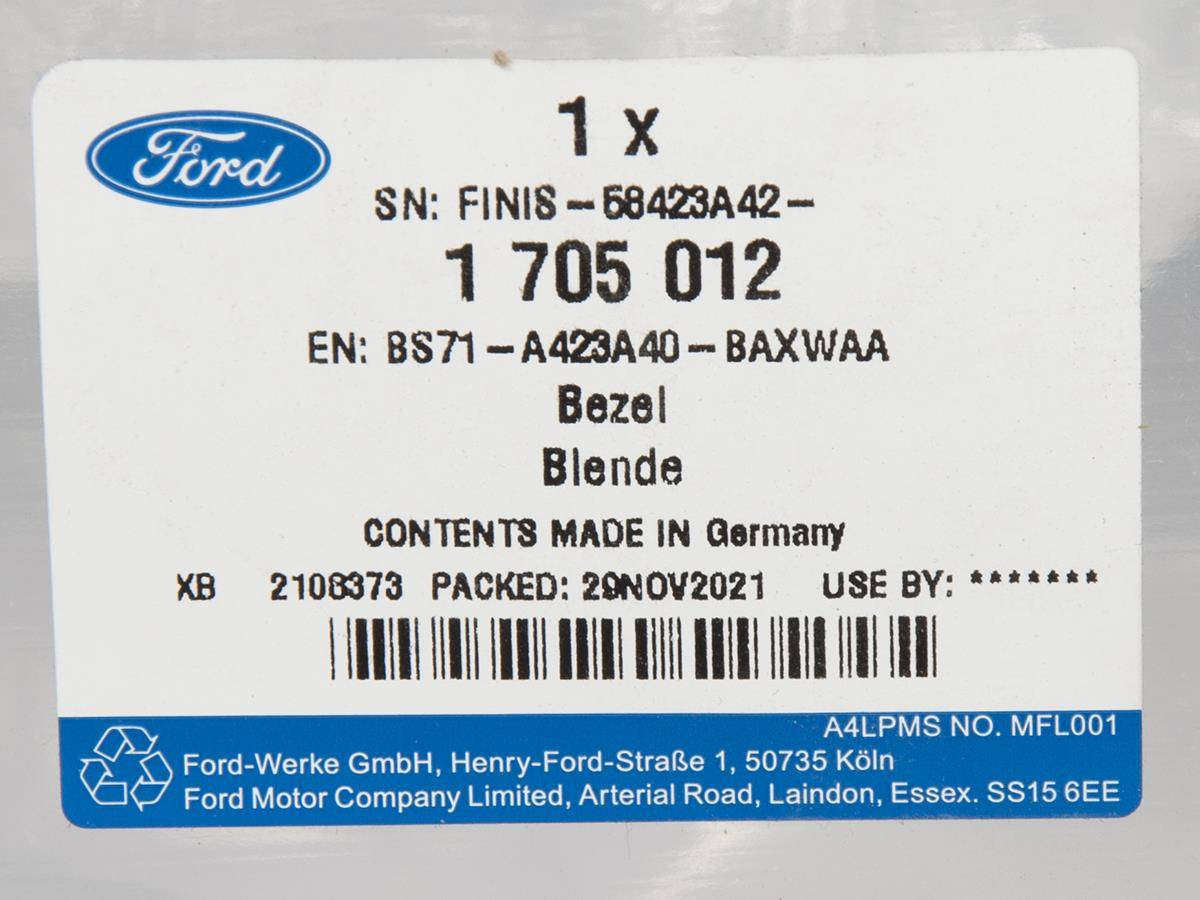 Ford
1 x
SN: FINIS-58423A42-
1 705 012
EN: BS71-A423A40-BAXWAA
Bezel
Blende
CONTENTS MADE IN Germany
XB 2106373 PACKED: 29NOV2021 USE BY: *******
A4LPMS NO. MFL001
Ford-Werke GmbH, Henry-Ford-Straße 1, 50735 Köln
Ford Motor Company Limited, Arterial Road, Laindon, Essex. SS15 6EE